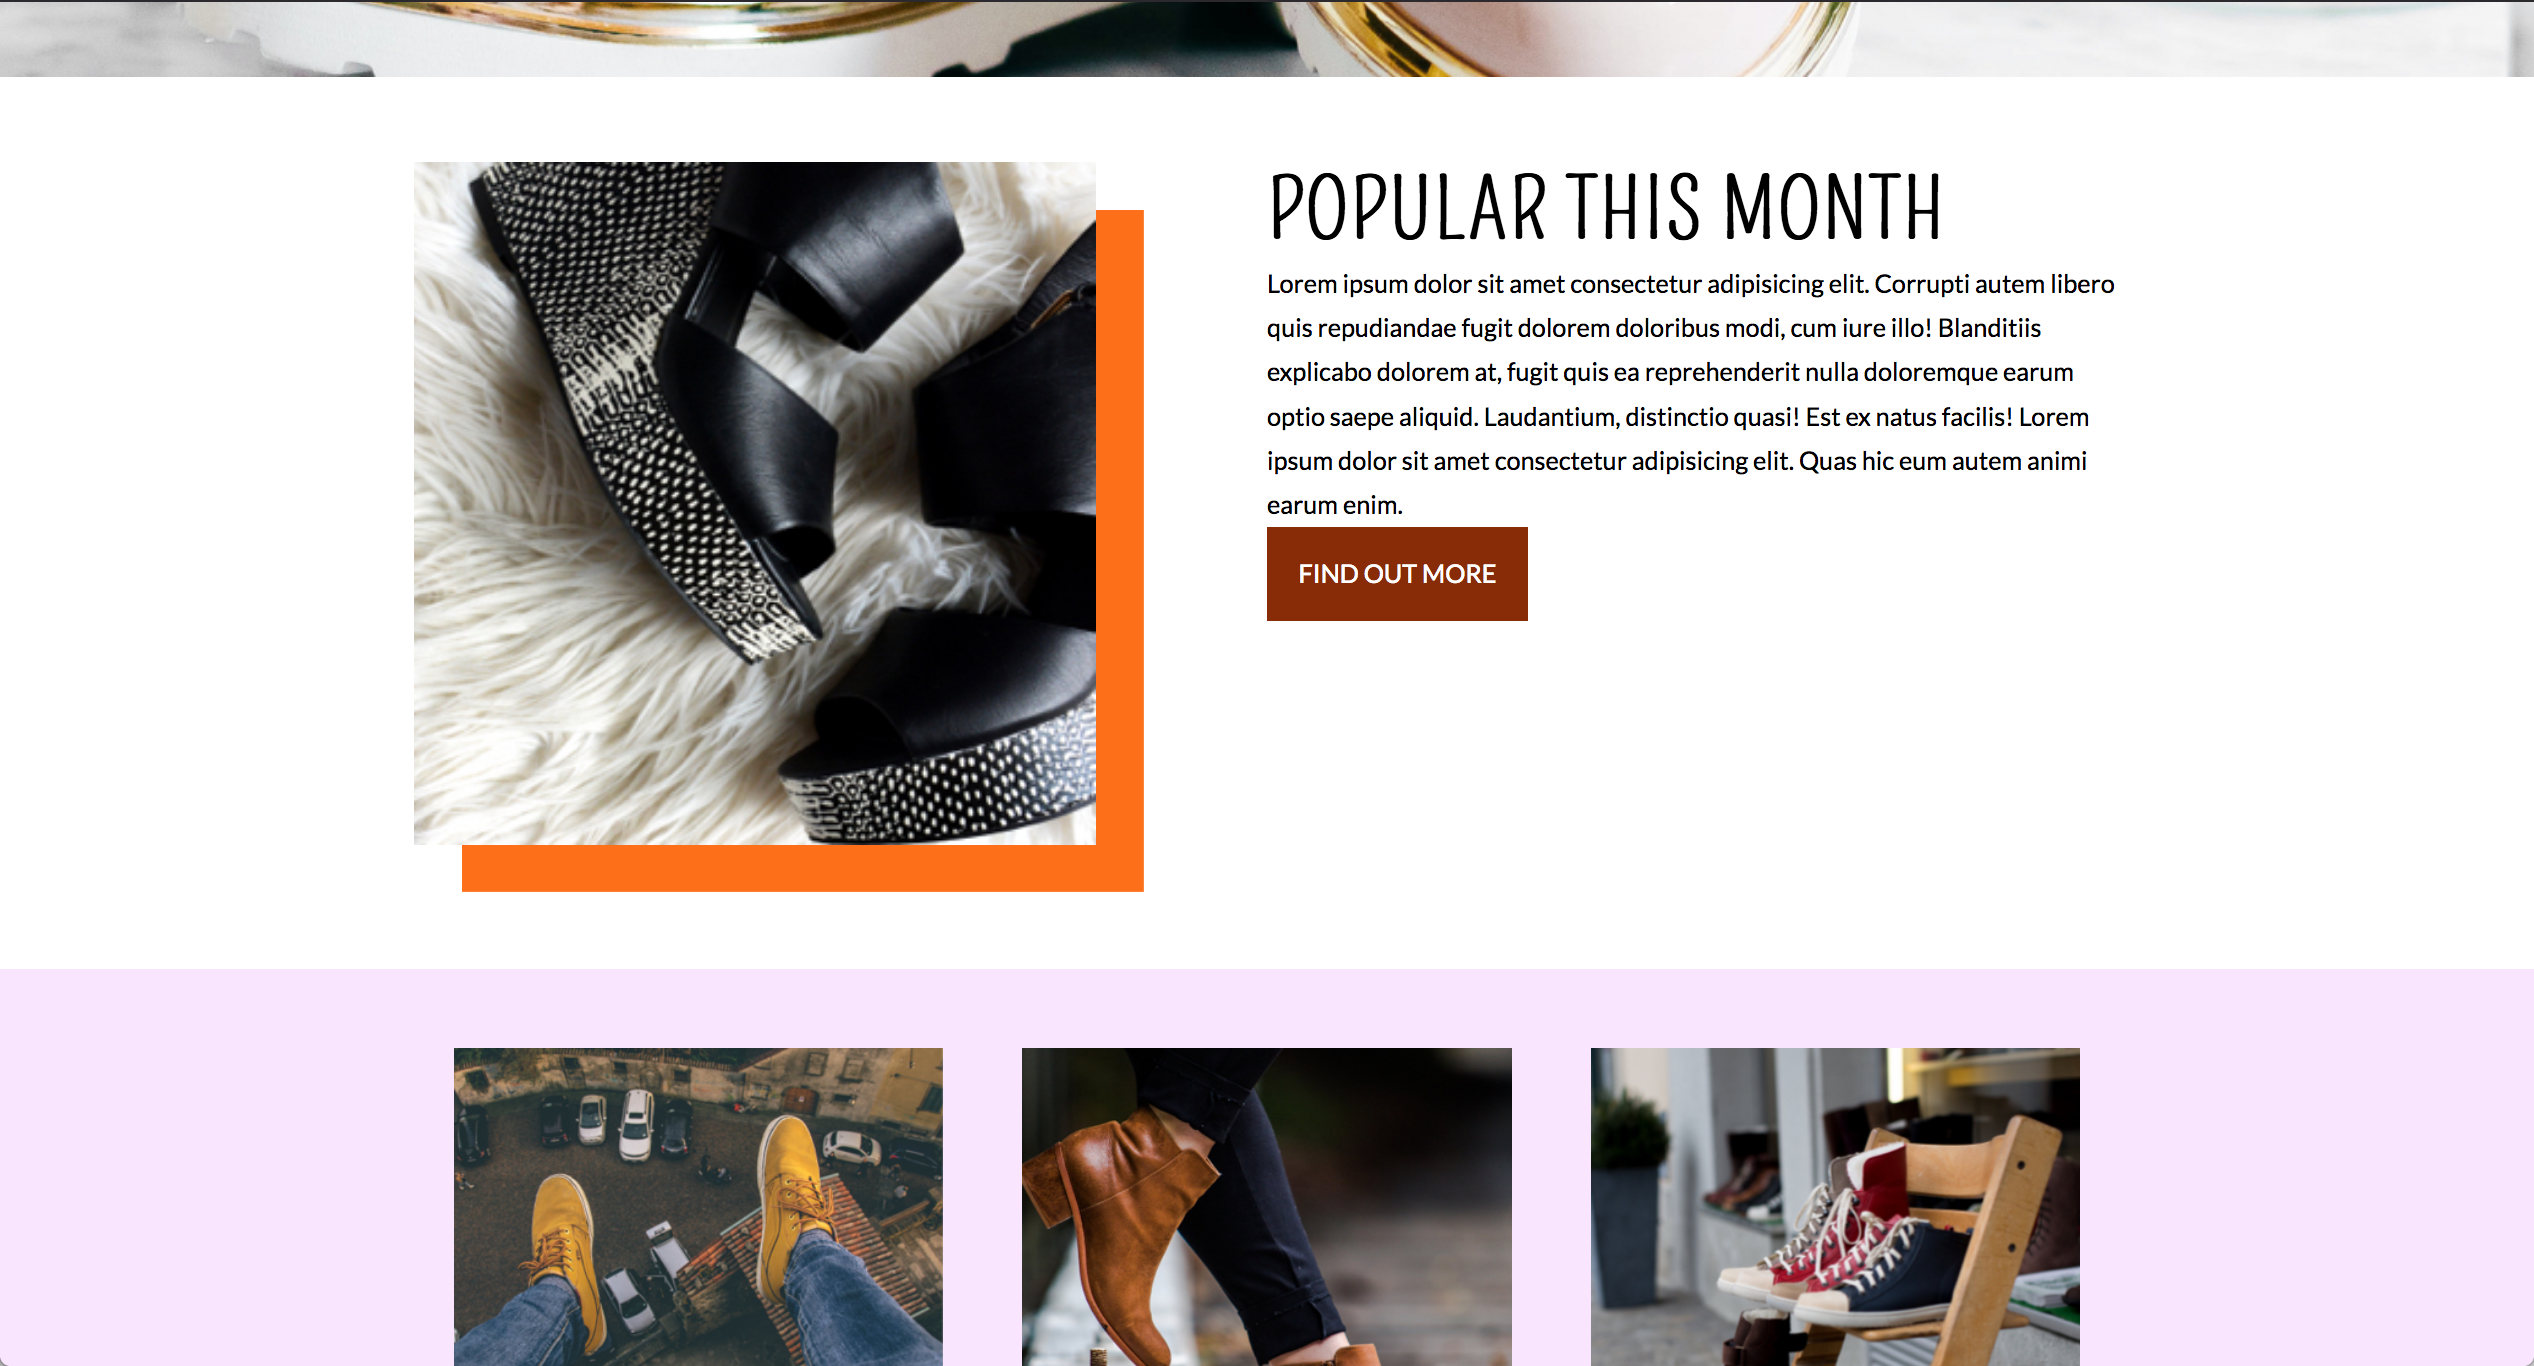 POPULAR THIS MONTH
Lorem ipsum dolor sit amet consectetur adipisicing elit. Corrupti autem libero
quis repudiandae fugit dolorem doloribus modi, cum iure illo! Blanditiis
explicabo dolorem at, fugit quis ea reprehenderit nulla doloremque earum
optio saepe aliquid. Laudantium, distinctio quasi! Est ex natus facilis! Lorem
ipsum dolor sit amet consectetur adipisicing elit. Quas hic eum autem animi
earum enim.
FIND OUT MORE